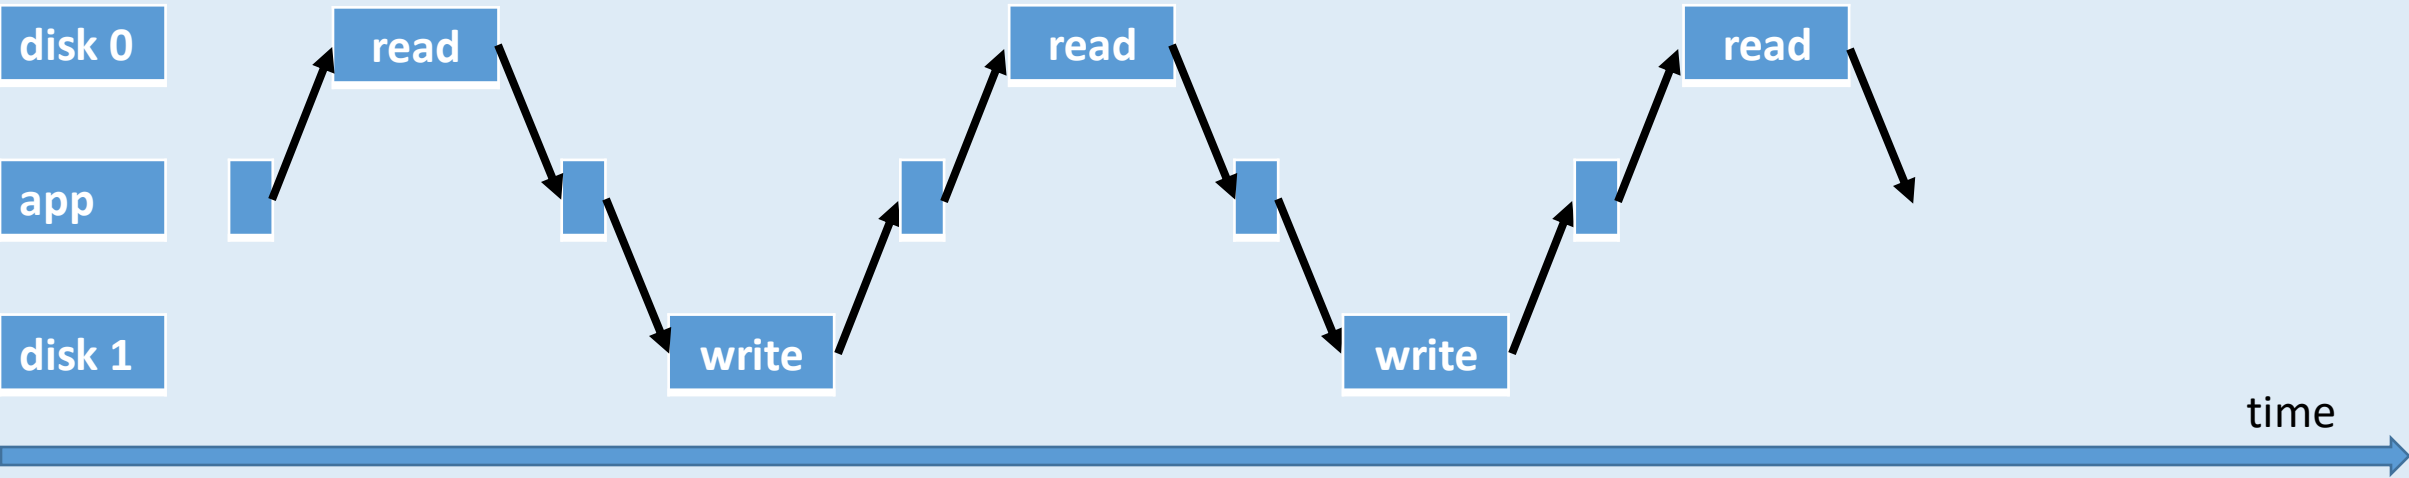 disk 0
read
read
read
app
disk 1
write
write
time